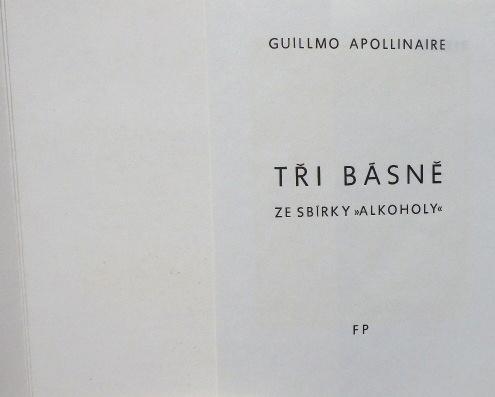 GUILLMO APOLLINAIRE
TŘI BÁSNĚ
ZE SBÍRKY »ALKOHOLY«
FP